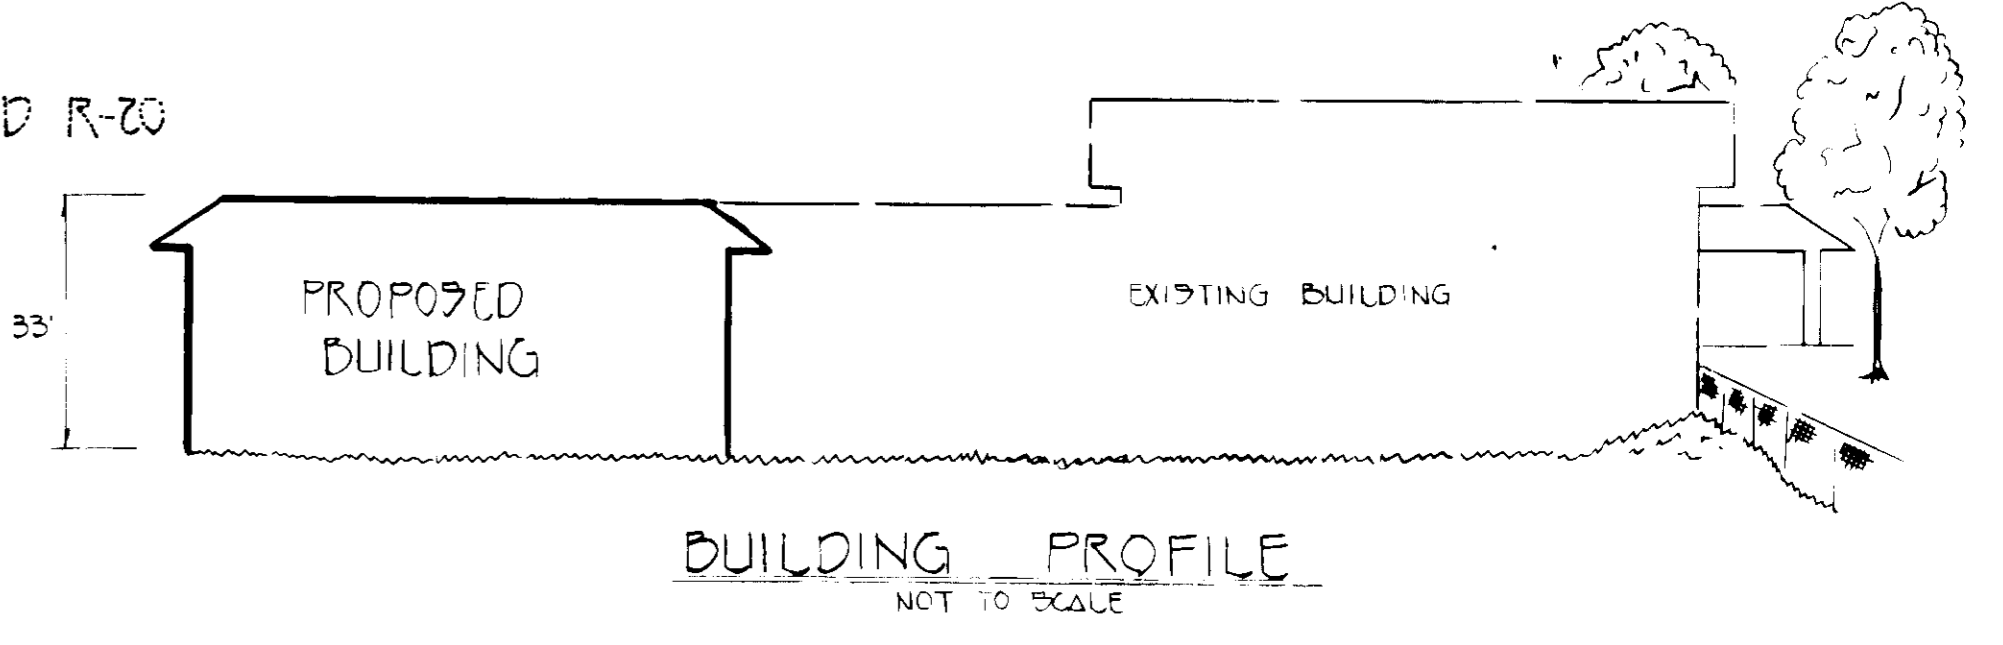 D R-20
33'
PROPOSED
BUILDING
EXISTING BUILDING
BUILDING PROFILE
NOT TO SCALE